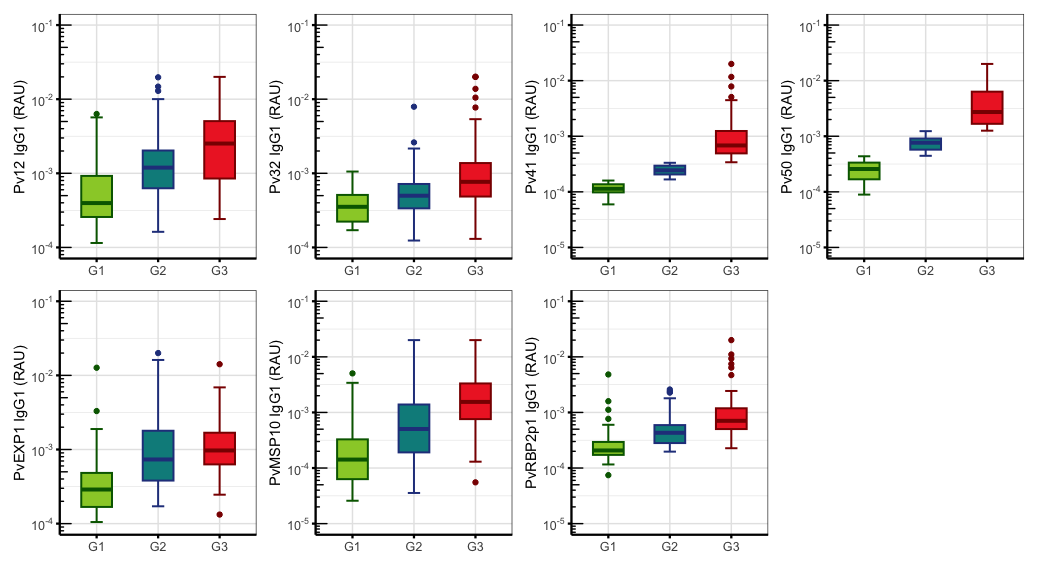 Pv12 IgG1 (RAU)
10⁻¹
10⁻²
10⁻³
10⁻⁴
G1 G2 G3
Pv32 IgG1 (RAU)
10⁻¹
10⁻²
10⁻³
10⁻⁴
G1 G2 G3
Pv41 IgG1 (RAU)
10⁻¹
10⁻²
10⁻³
10⁻⁴
10⁻⁵
G1 G2 G3
Pv50 IgG1 (RAU)
10⁻¹
10⁻²
10⁻³
10⁻⁴
10⁻⁵
G1 G2 G3
PvEXP1 IgG1 (RAU)
10⁻¹
10⁻²
10⁻³
10⁻⁴
G1 G2 G3
PvMSP10 IgG1 (RAU)
10⁻¹
10⁻²
10⁻³
10⁻⁴
10⁻⁵
G1 G2 G3
PvRBP2p1 IgG1 (RAU)
10⁻¹
10⁻²
10⁻³
10⁻⁴
10⁻⁵
G1 G2 G3